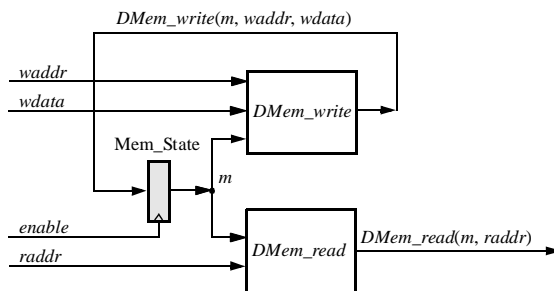 DMem_write(m, waddr, wdata)
waddr
wdata
DMem_write
Mem_State
m
enable
raddr
DMem_read
DMem_read(m, raddr)